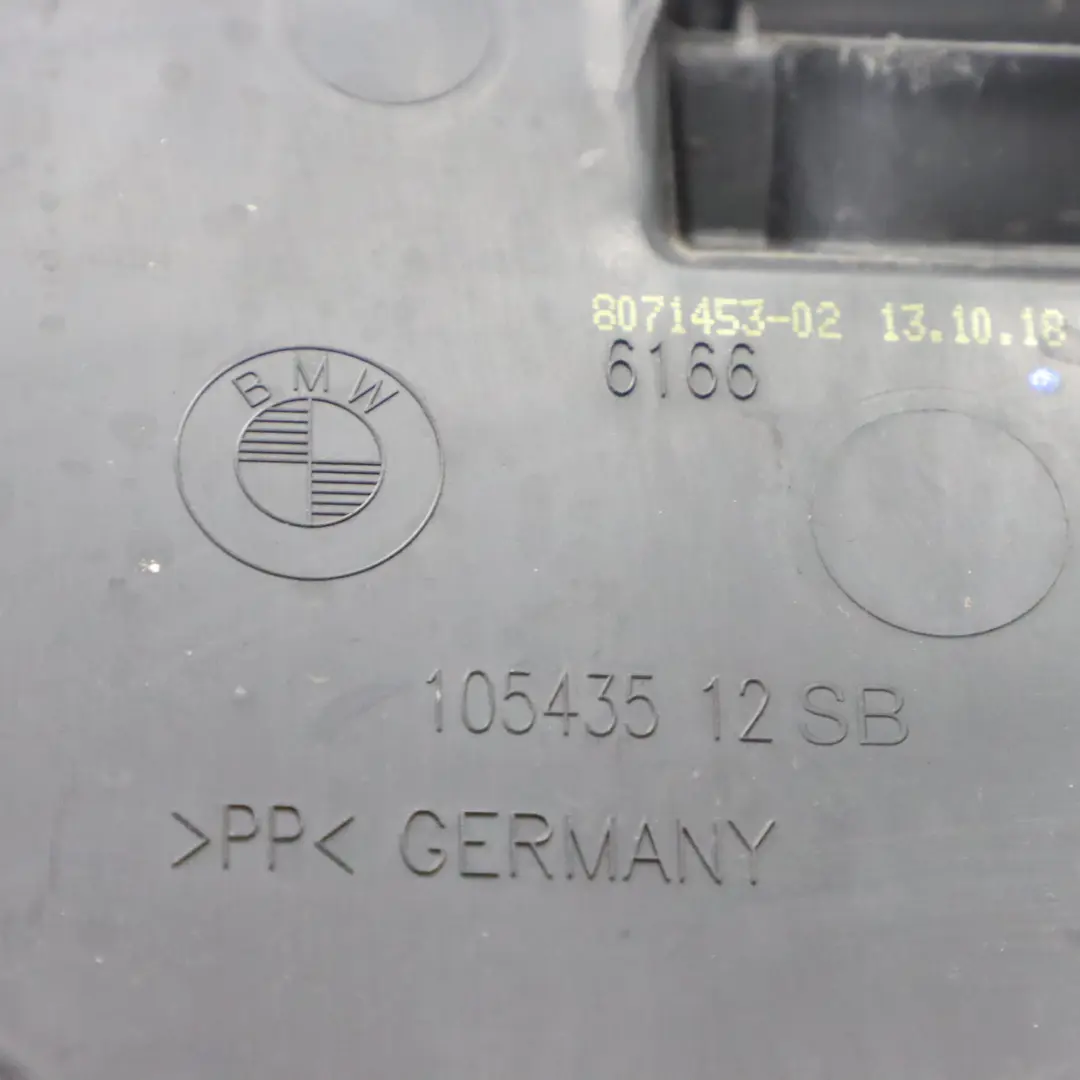 8071453-02 13.10.18
6166
BMW
105435 12 SB
>PP< GERMANY